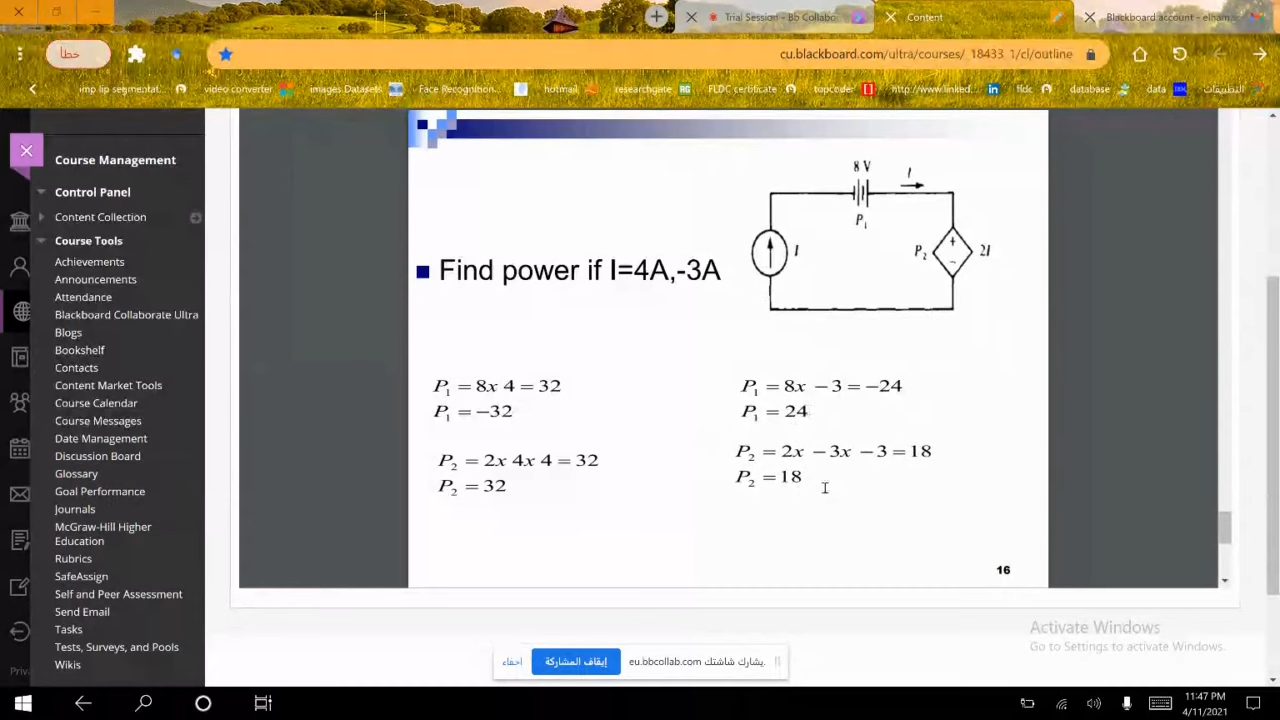 Trial Session - Bb Collabo
Content
Blackboard account - elhama
خطأ
cu.blackboard.com/ultra/courses/_18433_1/cl/outline
imp lip segmentat...
video converter
images Datasets
Face Recognition...
hotmail
researchgate
RG
FLDC certificate
topcoder
http://www.linked...
in
fldc
database
data
التطبيقات
Course Management
Control Panel
Content Collection
Course Tools
Achievements
Announcements
Attendance
Blackboard Collaborate Ultra
Blogs
Bookshelf
Contacts
Content Market Tools
Course Calendar
Course Messages
Date Management
Discussion Board
Glossary
Goal Performance
Journals
McGraw-Hill Higher
Education
Rubrics
SafeAssign
Self and Peer Assessment
Send Email
Tasks
Tests, Surveys, and Pools
Wikis
Priv
8 V
I
P₁
I
P₂
+
−
2I
Find power if I=4A,-3A
P₁ = 8x 4 = 32
P₁ = −32
P₂ = 2x 4x 4 = 32
P₂ = 32
P₁ = 8x − 3 = −24
P₁ = 24
P₂ = 2x − 3x − 3 = 18
P₂ = 18
16
Activate Windows
Go to Settings to activate Windows.
يشارك شاشتك eu.bbcollab.com.
إيقاف المشاركة
إخفاء
11:47 PM
4/11/2021